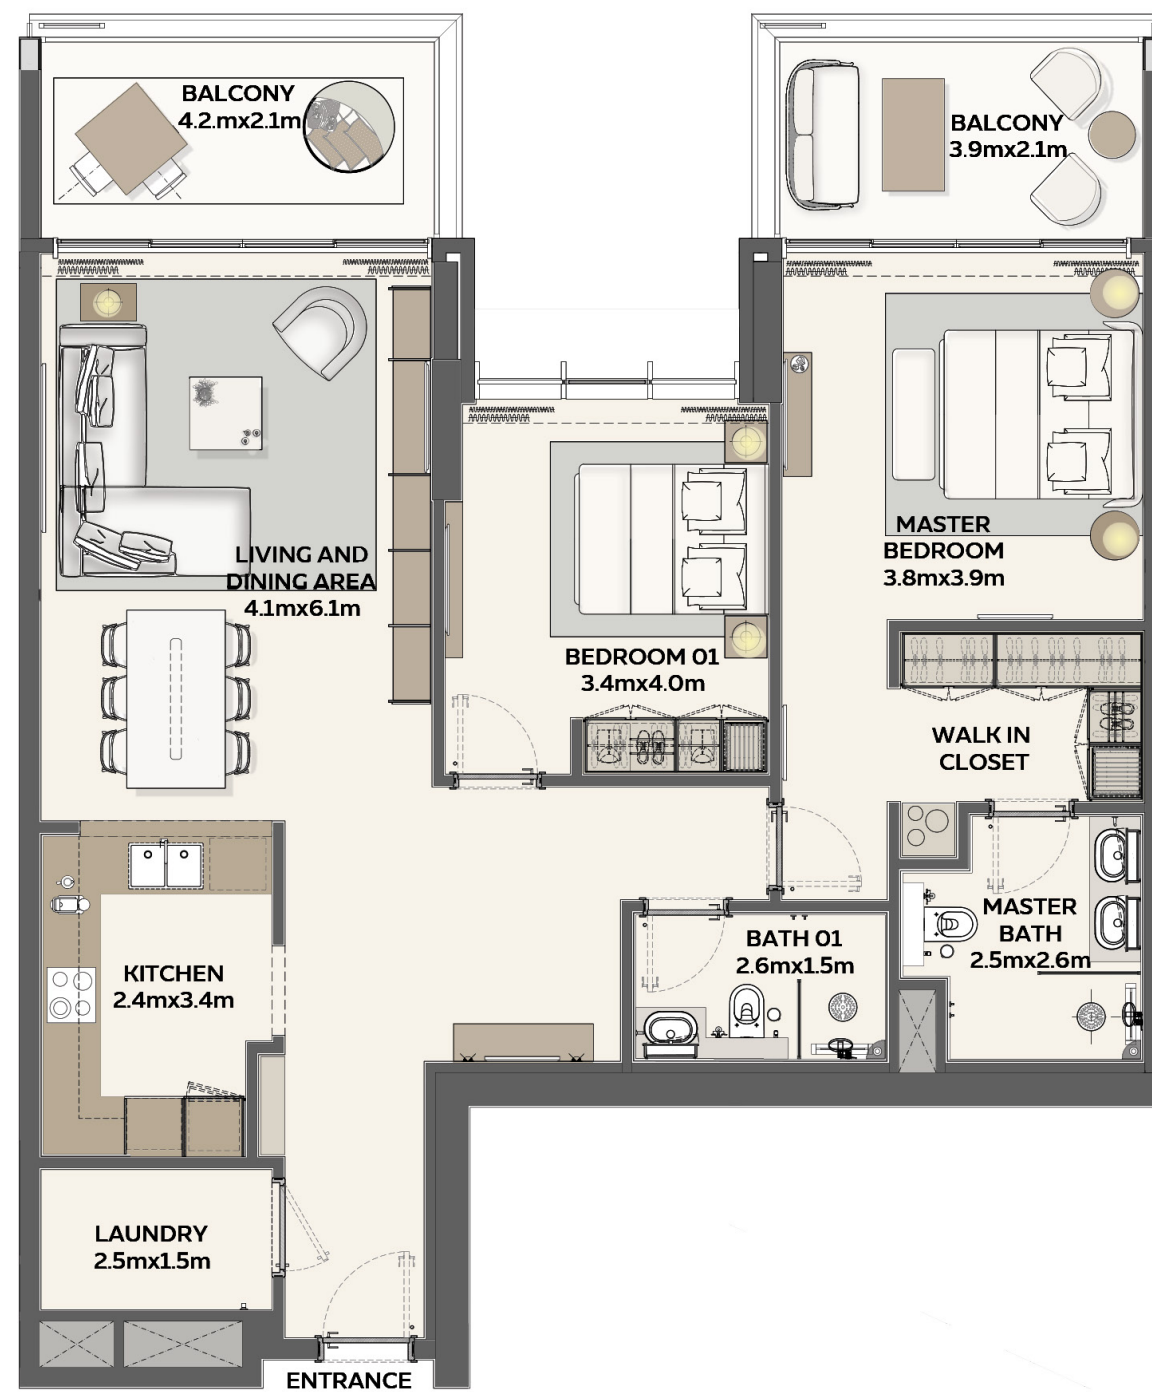 BALCONY
4.2.mx2.1m
BALCONY
3.9mx2.1m
LIVING AND
DINING AREA
4.1mx6.1m
MASTER
BEDROOM
3.8mx3.9m
BEDROOM 01
3.4mx4.0m
WALK IN
CLOSET
KITCHEN
2.4mx3.4m
BATH 01
2.6mx1.5m
MASTER
BATH
2.5mx2.6m
LAUNDRY
2.5mx1.5m
ENTRANCE